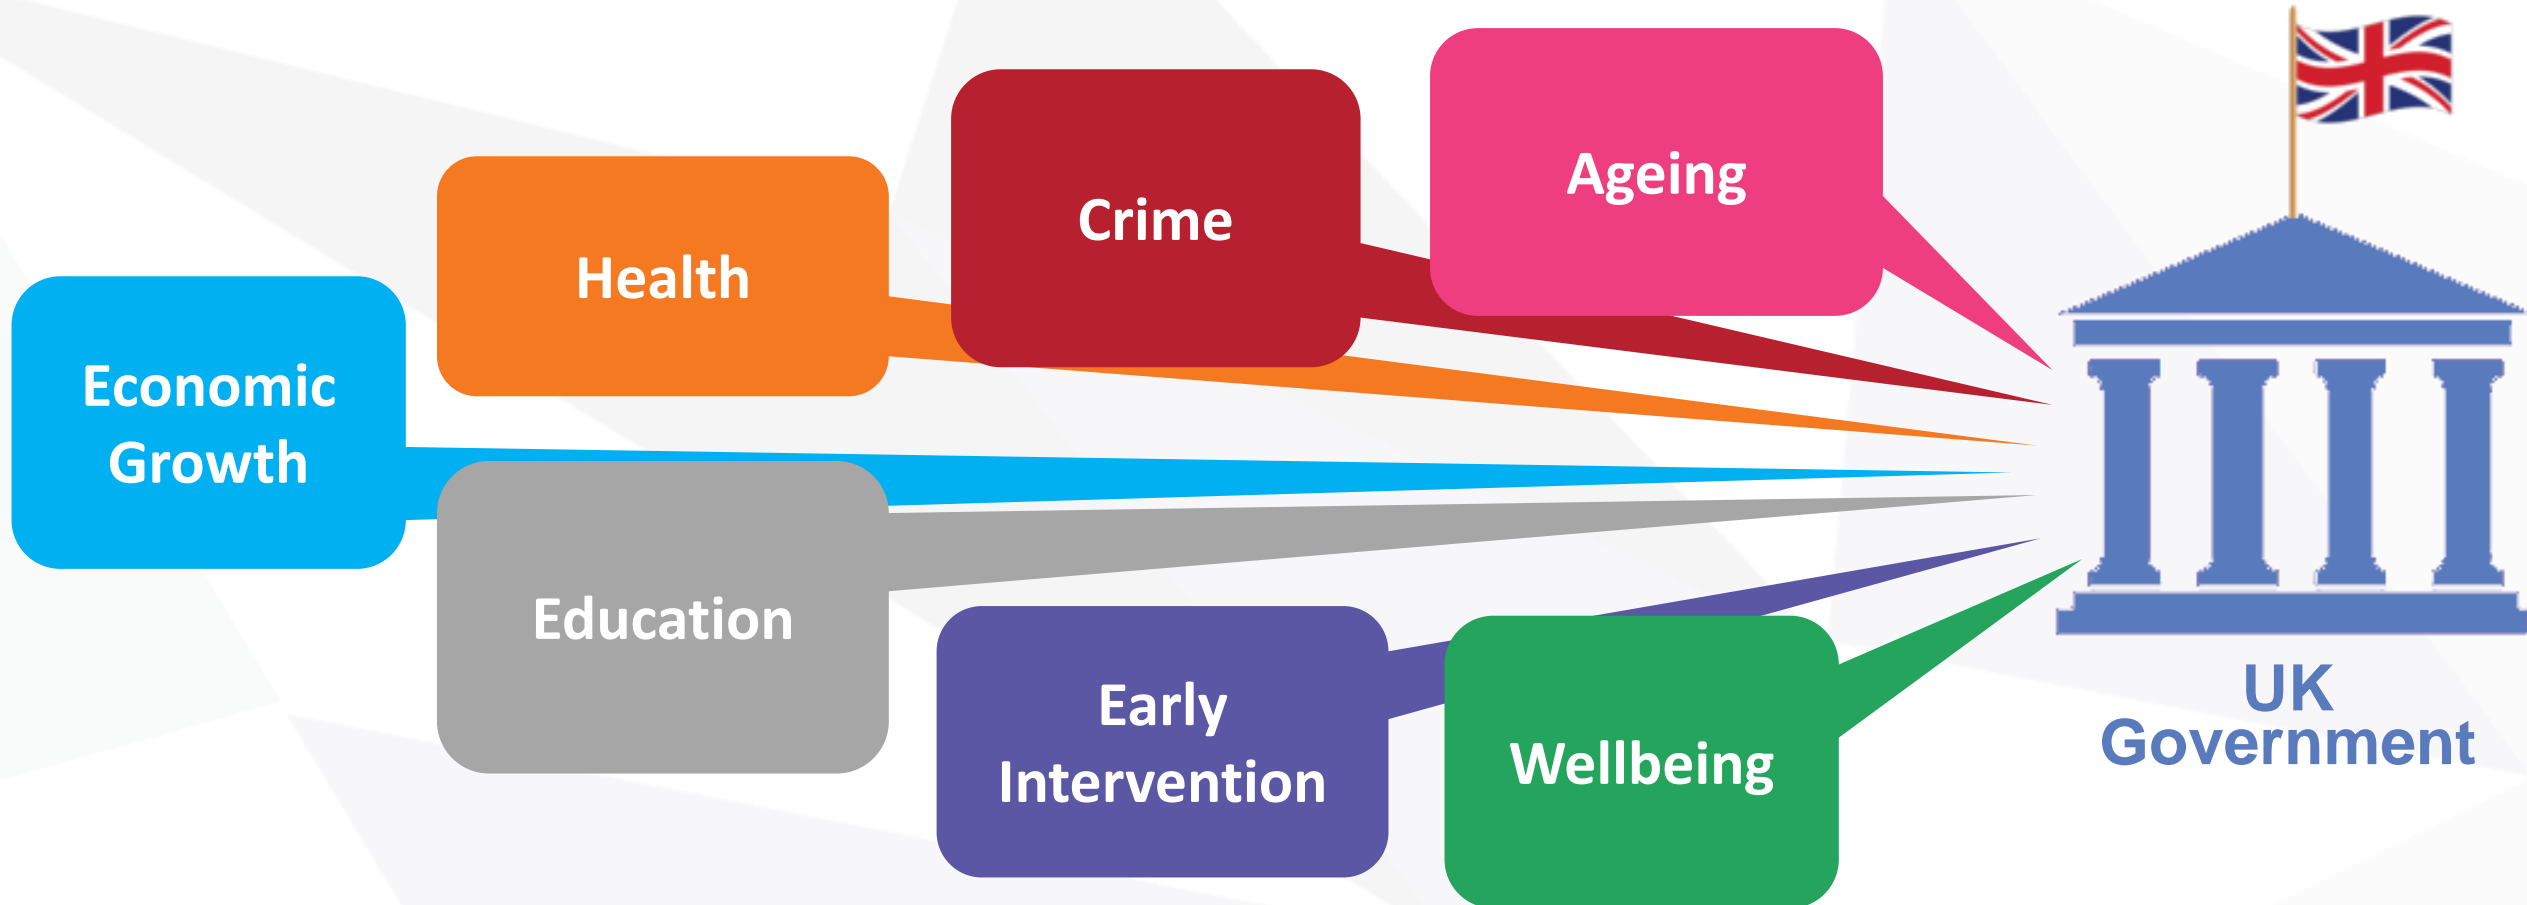 Economic
Growth
Health
Crime
Ageing
Education
Early
Intervention
Wellbeing
UK
Government